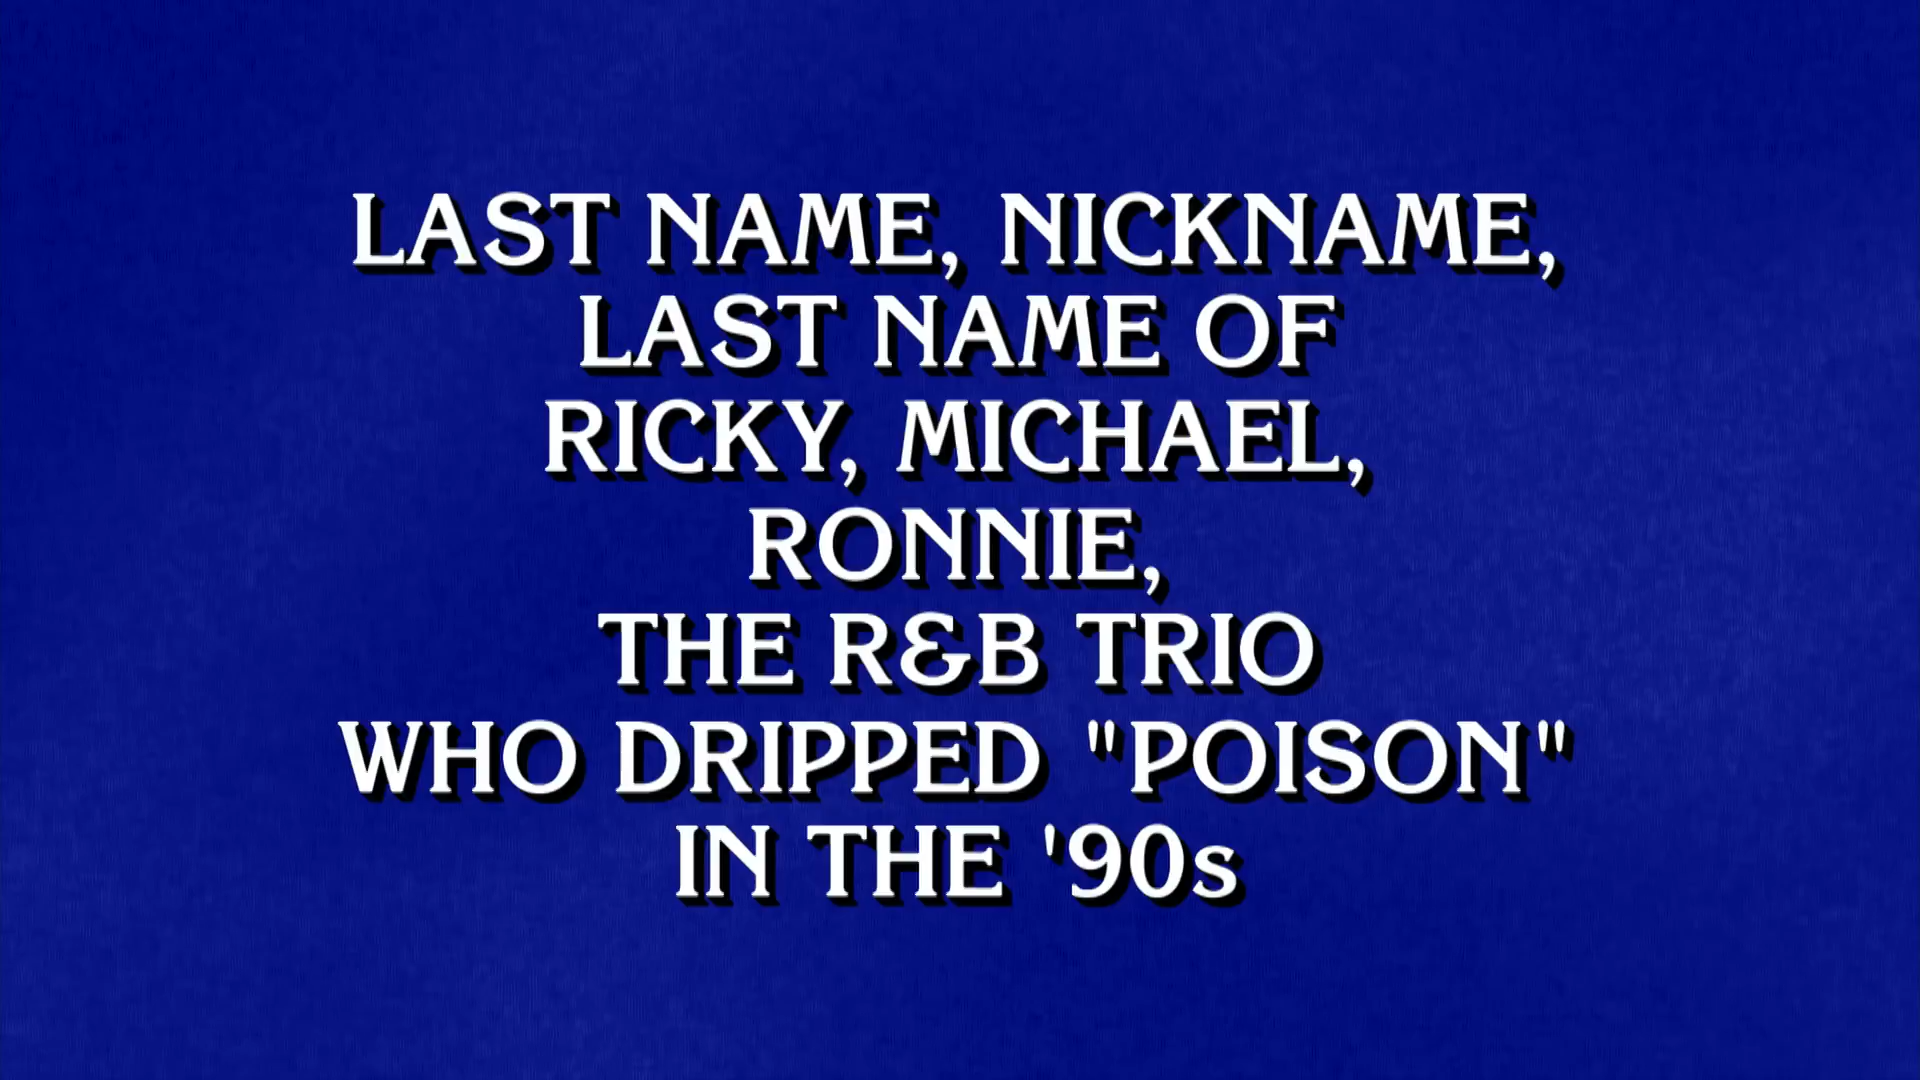 LAST NAME, NICKNAME,
LAST NAME OF
RICKY, MICHAEL,
RONNIE,
THE R&B TRIO
WHO DRIPPED "POISON"
IN THE '90s